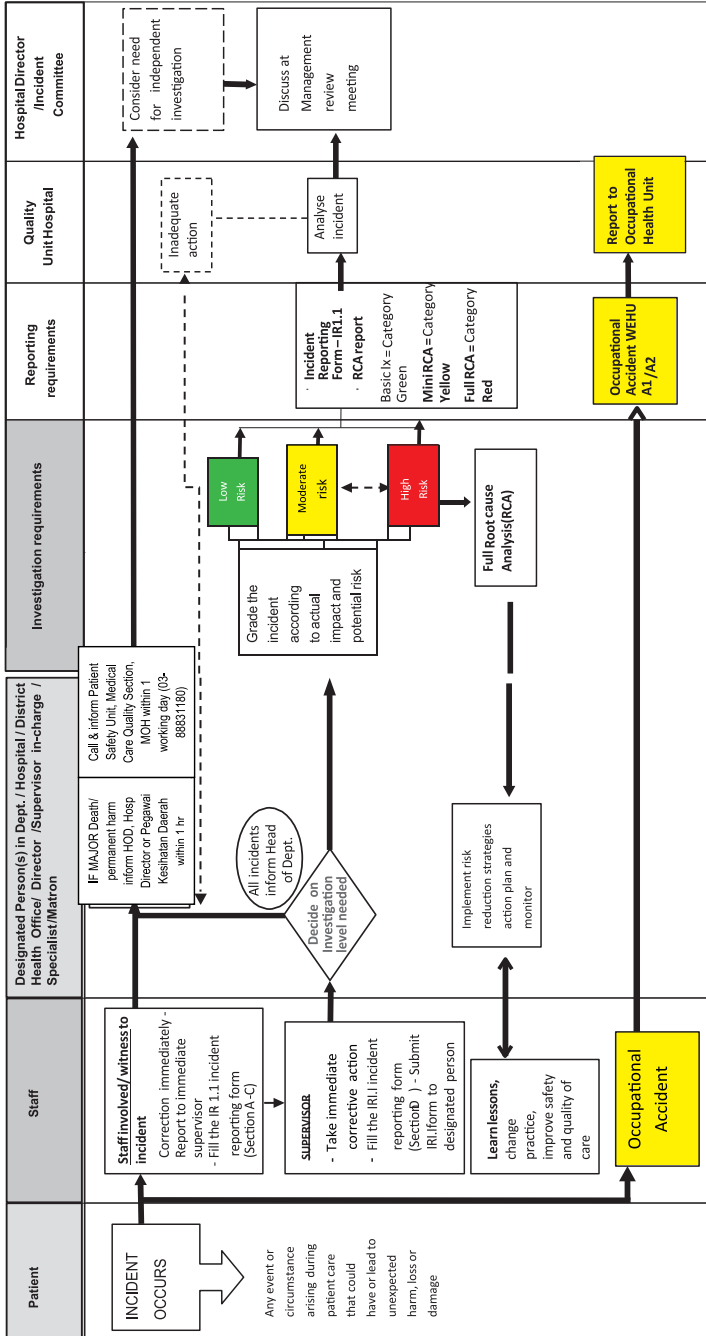 Patient
Staff
Designated Person(s) in Dept. / Hospital / District
Health Office/ Director /Supervisor in-charge /
Specialist/Matron
Investigation requirements
Reporting
requirements
Quality
Unit Hospital
Hospital Director
/Incident
Committee
INCIDENT
OCCURS
Any event or
circumstance
arising during
patient care
that could
have or lead to
unexpected
harm, loss or
damage
Staff involved/ witness to
incident
Correction immediately -
Report to immediate
supervisor
- Fill the IR 1.1 incident
reporting form
(Section A -C)
SUPERVISOR
- Take immediate
corrective action
- Fill the IRI.I incident
reporting form
(SectionD ) - Submit
IRI.Iform to
designated person
Learn lessons,
change
practice,
improve safety
and quality of
care
Occupational
Accident
IF MAJOR Death/
permanent harm
inform HOD, Hosp
Director or Pegawai
Kesihatan Daerah
within 1 hr
Call & inform Patient
Safety Unit, Medical
Care Quality Section,
MOH within 1
working day (03-
88831180)
All incidents
inform Head
of Dept.
Decide on
Investigation
level needed
Implement risk
reduction strategies
action plan and
monitor
Grade the
incident
according
to actual
impact and
potential risk
Low
Risk
Moderate
risk
High
Risk
Full Root cause
Analysis(RCA)
· Incident
Reporting
Form – IR1.1
· RCA report
Basic Ix = Category
Green
Mini RCA = Category
Yellow
Full RCA = Category
Red
Occupational
Accident WEHU
A1 /A2
Inadequate
action
Analyse
incident
Report to
Occupational
Health Unit
Consider need
for independent
investigation
Discuss at
Management
review
meeting